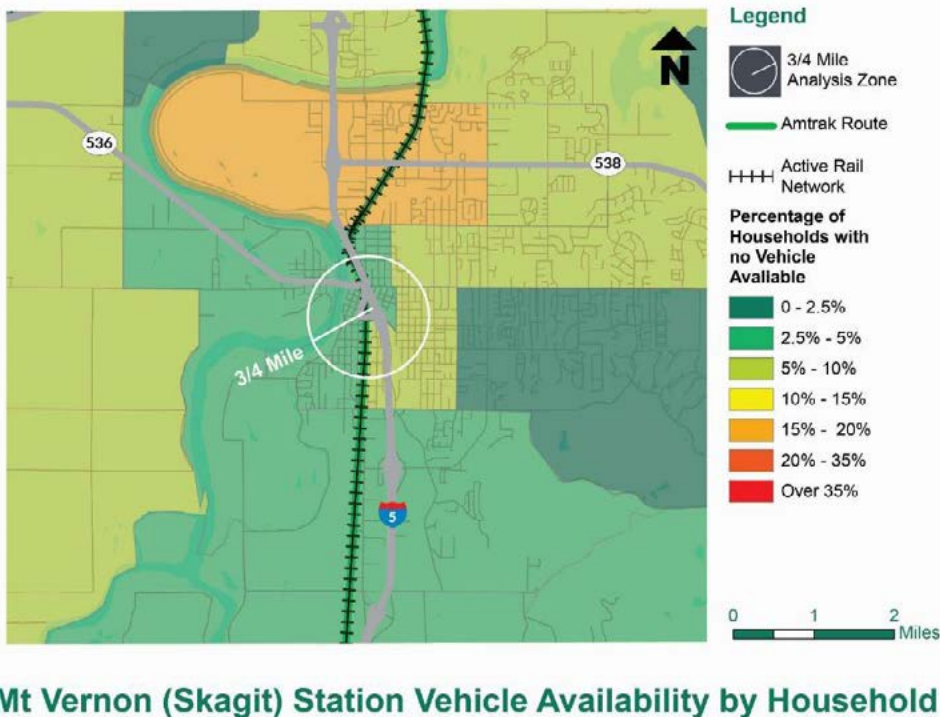 Legend
3/4 Mile
Analysis Zone
Amtrak Route
Active Rail
Network
Percentage of
Households with
no Vehicle
Available
0 - 2.5%
2.5% - 5%
5% - 10%
10% - 15%
15% - 20%
20% - 35%
Over 35%
N
536
538
3/4 Mile
5
0 1 2
Miles
Mt Vernon (Skagit) Station Vehicle Availability by Household